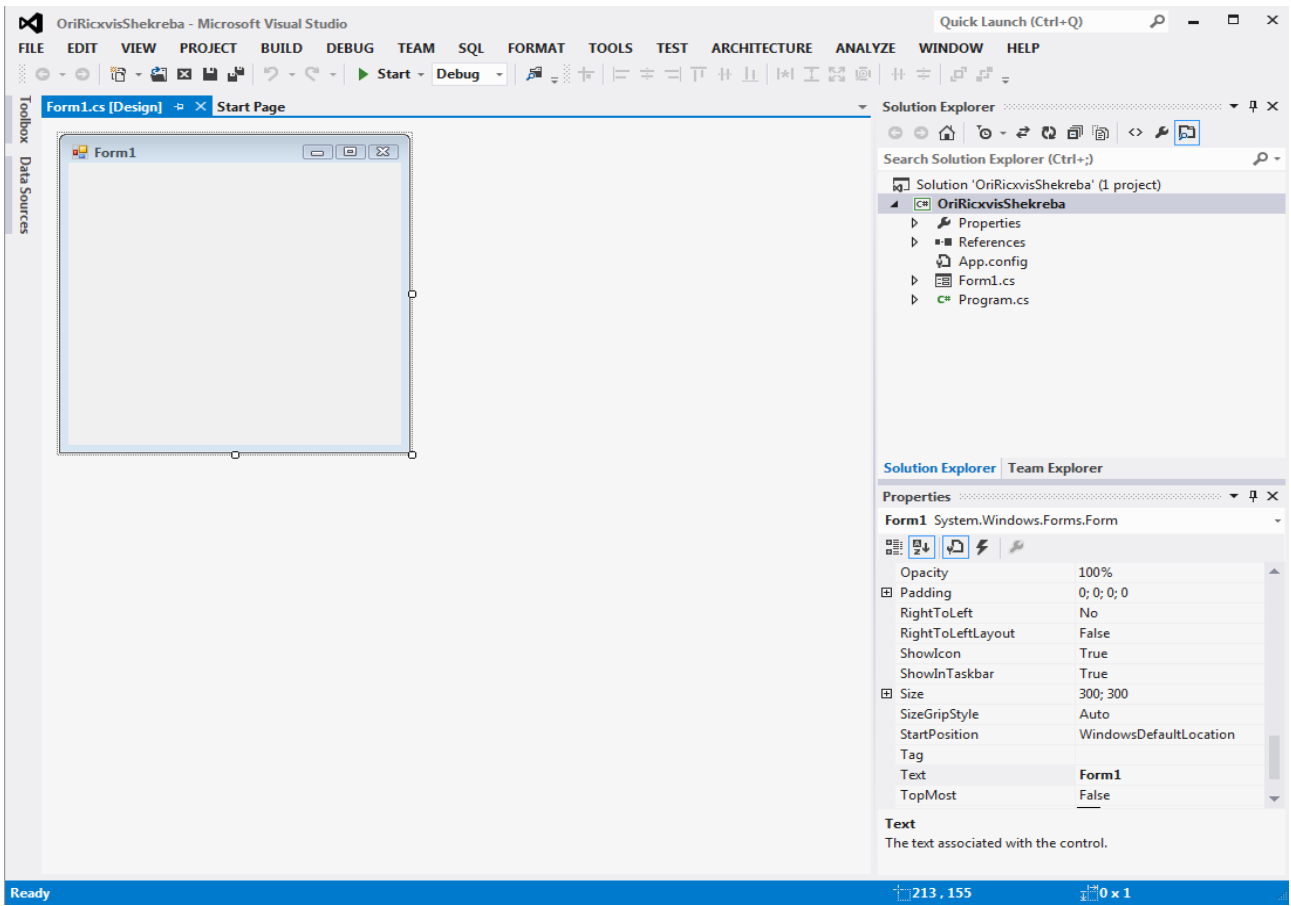 OriRicxvisShekreba - Microsoft Visual Studio
Quick Launch (Ctrl+Q)
FILE EDIT VIEW PROJECT BUILD DEBUG TEAM SQL FORMAT TOOLS TEST ARCHITECTURE ANALYZE WINDOW HELP
Start Debug
Toolbox
Data Sources
Form1.cs [Design] Start Page
Form1
Solution Explorer
Search Solution Explorer (Ctrl+;)
Solution 'OriRicxvisShekreba' (1 project)
C# OriRicxvisShekreba
Properties
References
App.config
Form1.cs
C# Program.cs
Solution Explorer Team Explorer
Properties
Form1 System.Windows.Forms.Form
Opacity 100%
Padding 0; 0; 0; 0
RightToLeft No
RightToLeftLayout False
ShowIcon True
ShowInTaskbar True
Size 300; 300
SizeGripStyle Auto
StartPosition WindowsDefaultLocation
Tag
Text Form1
TopMost False
Text
The text associated with the control.
Ready 213 , 155 0 x 1